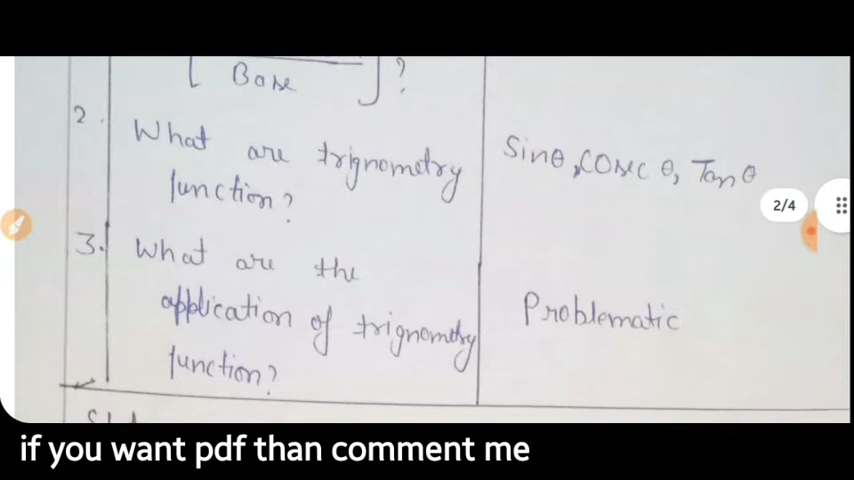 Base ?
2. What are trignometry Sinθ, Cosec θ, Tan θ
function?
2/4
3. What are the
application of trignometry Problematic
function?
if you want pdf than comment me